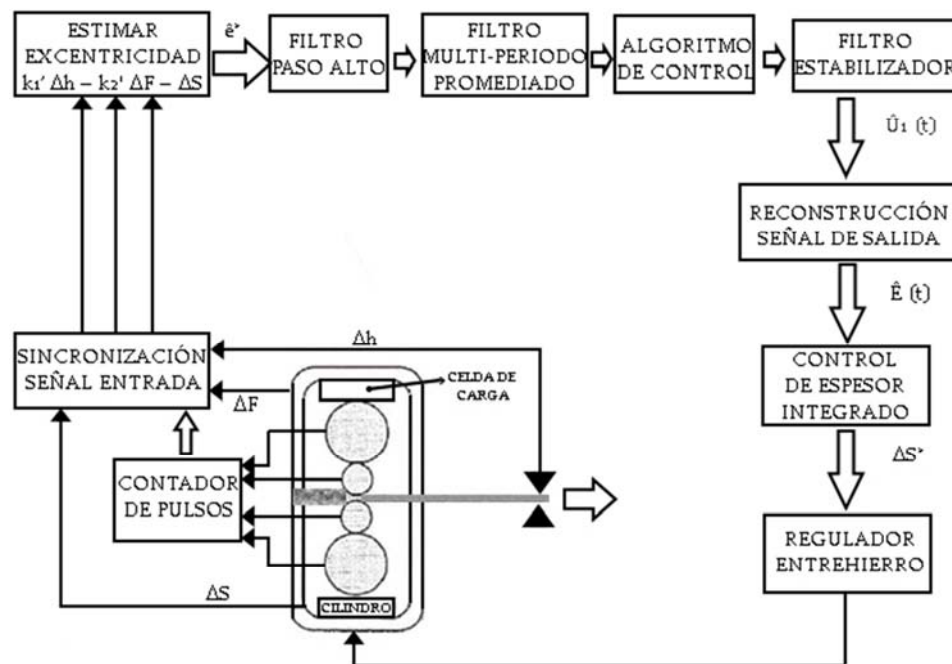 ESTIMAR
EXCENTRICIDAD
k₁' Δh – k₂' ΔF – ΔS
ê*
FILTRO
PASO ALTO
FILTRO
MULTI-PERIODO
PROMEDIADO
ALGORITMO
DE CONTROL
FILTRO
ESTABILIZADOR
Û₁ (t)
RECONSTRUCCIÓN
SEÑAL DE SALIDA
Ê (t)
CONTROL
DE ESPESOR
INTEGRADO
ΔS*
REGULADOR
ENTREHIERRO
SINCRONIZACIÓN
SEÑAL ENTRADA
Δh
ΔF
CELDA DE
CARGA
CONTADOR
DE PULSOS
ΔS
CILINDRO